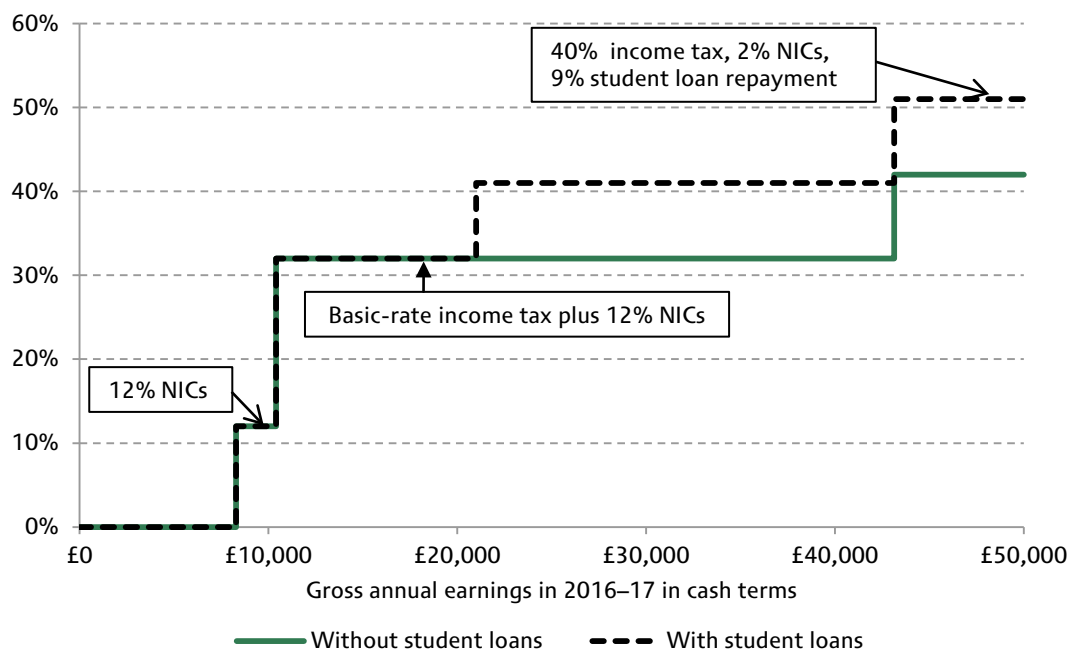 60%
40%  income tax, 2% NICs,
9% student loan repayment
50%
40%
30%
Basic-rate income tax plus 12% NICs
20%
12% NICs
10%
0%
£0 £10,000 £20,000 £30,000 £40,000 £50,000
Gross annual earnings in 2016–17 in cash terms
Without student loans With student loans